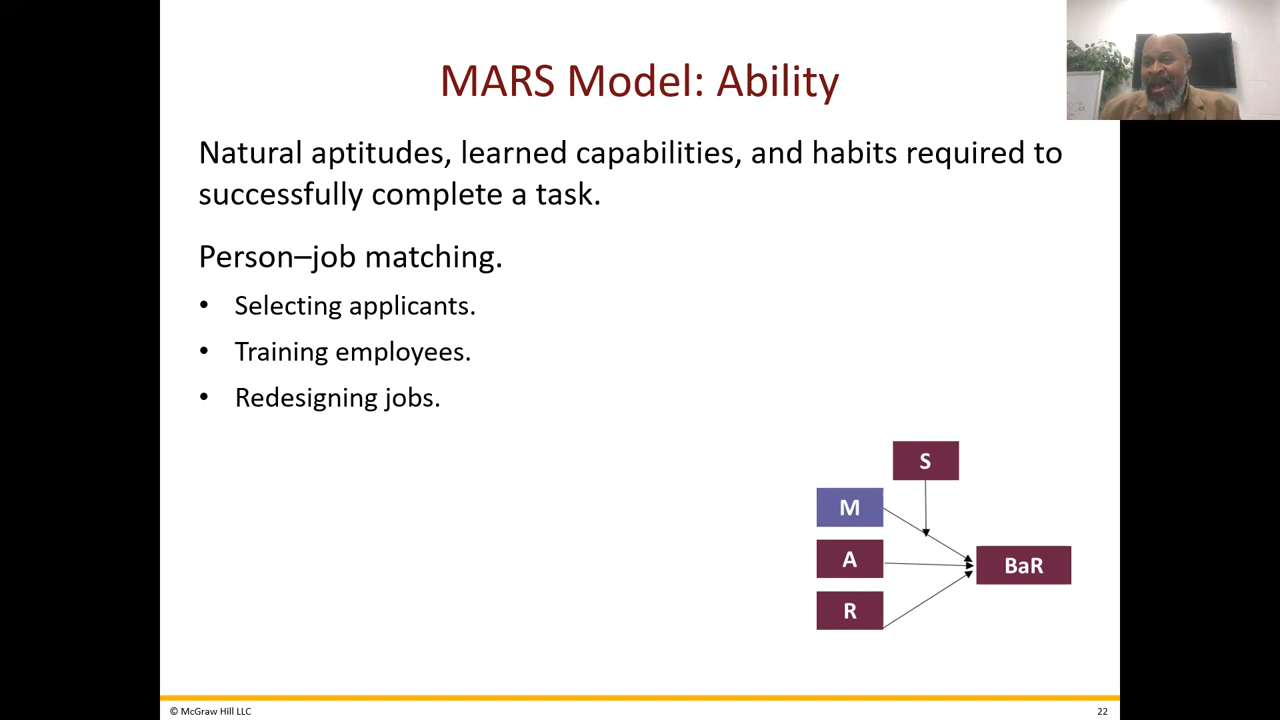 MARS Model: Ability
Natural aptitudes, learned capabilities, and habits required to
successfully complete a task.
Person–job matching.
• Selecting applicants.
• Training employees.
• Redesigning jobs.
S
M
A
BaR
R
© McGraw Hill LLC
22